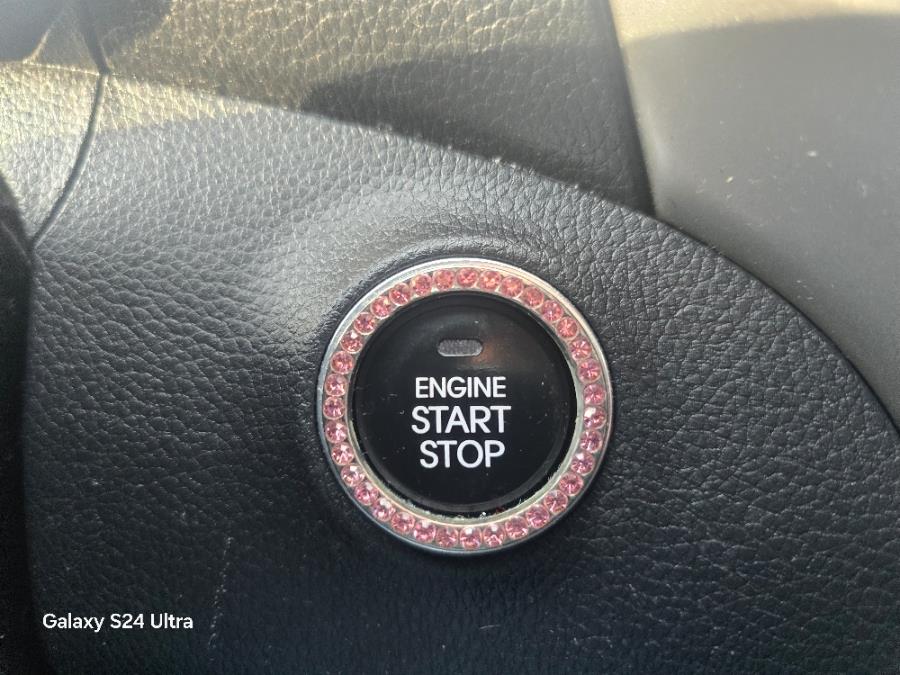 ENGINE
START
STOP
Galaxy S24 Ultra